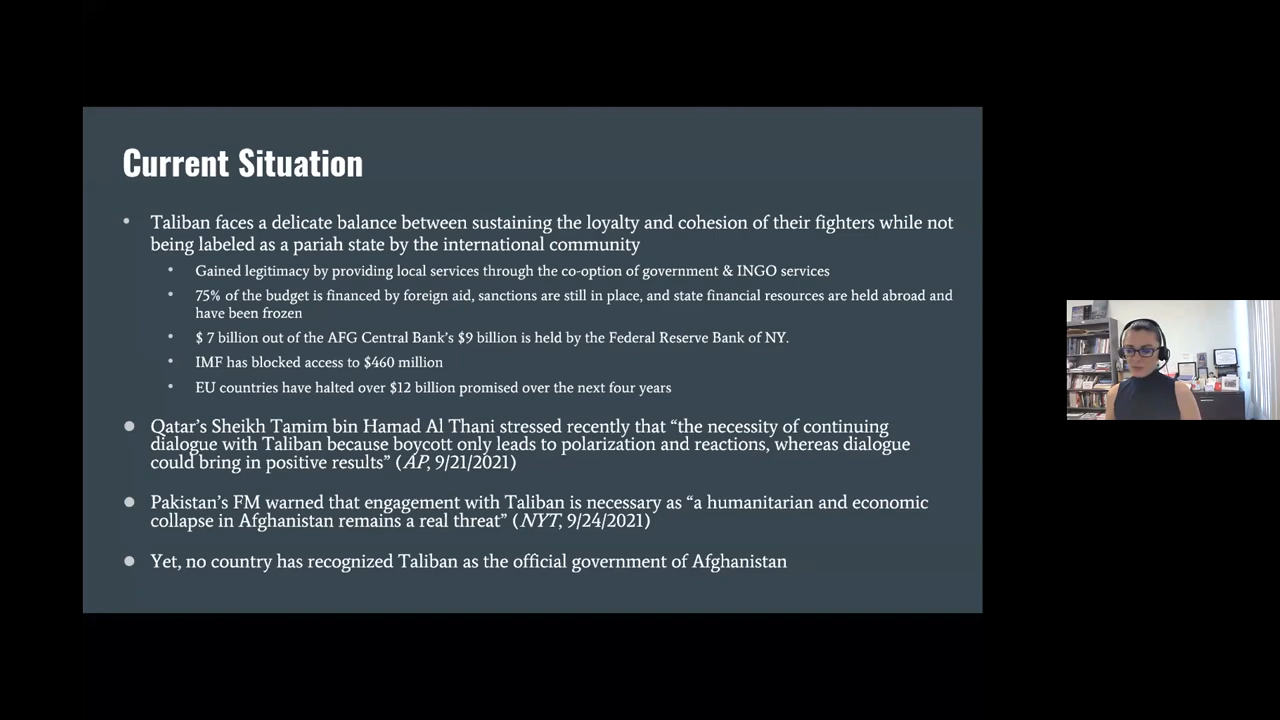 Current Situation
• Taliban faces a delicate balance between sustaining the loyalty and cohesion of their fighters while not
being labeled as a pariah state by the international community
• Gained legitimacy by providing local services through the co-option of government & INGO services
• 75% of the budget is financed by foreign aid, sanctions are still in place, and state financial resources are held abroad and
have been frozen
• $ 7 billion out of the AFG Central Bank’s $9 billion is held by the Federal Reserve Bank of NY.
• IMF has blocked access to $460 million
• EU countries have halted over $12 billion promised over the next four years
● Qatar’s Sheikh Tamim bin Hamad Al Thani stressed recently that “the necessity of continuing
dialogue with Taliban because boycott only leads to polarization and reactions, whereas dialogue
could bring in positive results” (AP, 9/21/2021)
● Pakistan’s FM warned that engagement with Taliban is necessary as “a humanitarian and economic
collapse in Afghanistan remains a real threat” (NYT, 9/24/2021)
● Yet, no country has recognized Taliban as the official government of Afghanistan